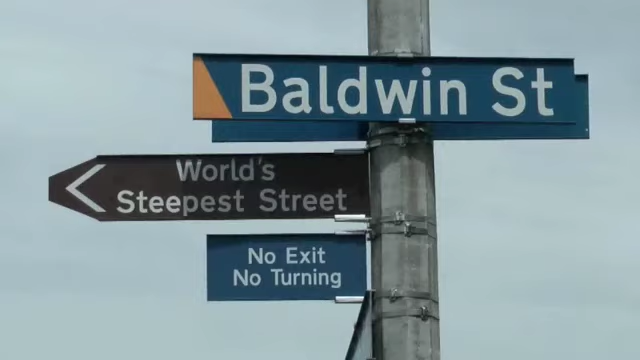 Baldwin St
World's
Steepest Street
No Exit
No Turning